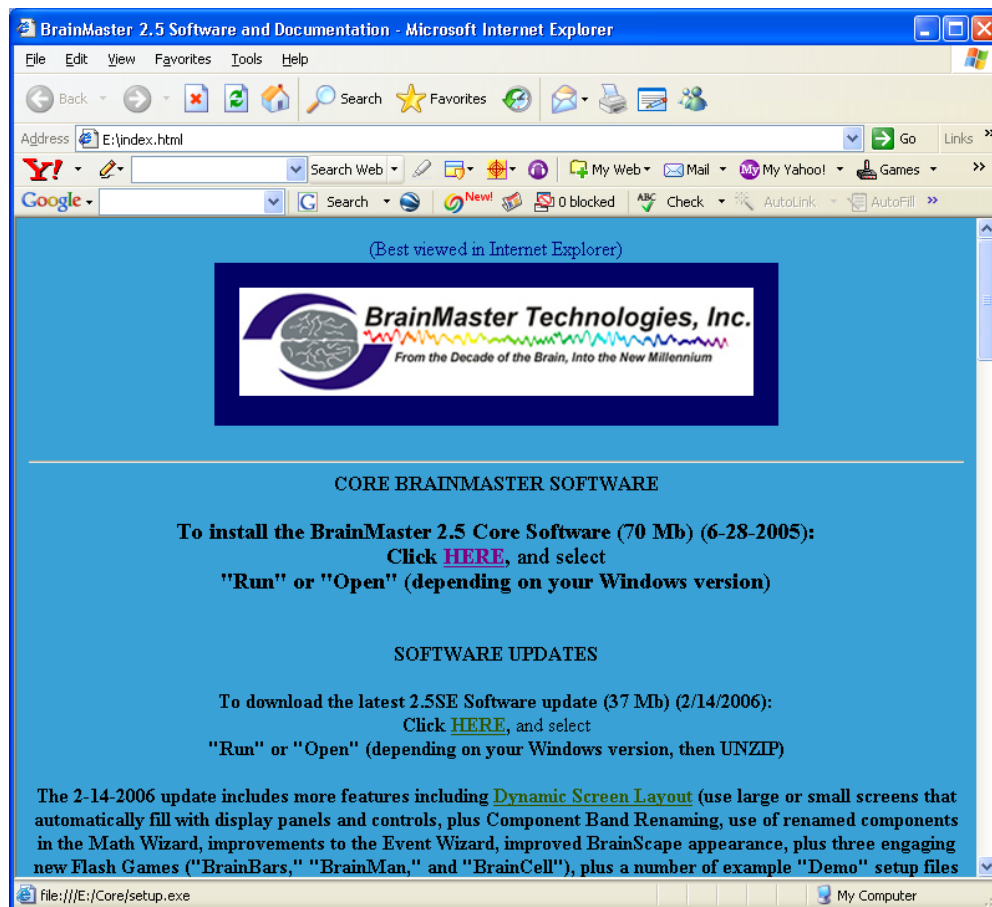 BrainMaster 2.5 Software and Documentation - Microsoft Internet Explorer
File Edit View Favorites Tools Help
Back Search Favorites
Address E:\index.html Go Links »
Y! Search Web My Web Mail My Yahoo! Games »
Google G Search New! 0 blocked ABC Check AutoLink AutoFill »
(Best viewed in Internet Explorer)
BrainMaster Technologies, Inc.
From the Decade of the Brain, Into the New Millennium
CORE BRAINMASTER SOFTWARE
To install the BrainMaster 2.5 Core Software (70 Mb) (6-28-2005):
Click HERE, and select
"Run" or "Open" (depending on your Windows version)
SOFTWARE UPDATES
To download the latest 2.5SE Software update (37 Mb) (2/14/2006):
Click HERE, and select
"Run" or "Open" (depending on your Windows version, then UNZIP)
The 2-14-2006 update includes more features including Dynamic Screen Layout (use large or small screens that
automatically fill with display panels and controls, plus Component Band Renaming, use of renamed components
in the Math Wizard, improvements to the Event Wizard, improved BrainScape appearance, plus three engaging
new Flash Games ("BrainBars," "BrainMan," and "BrainCell"), plus a number of example "Demo" setup files
file:///E:/Core/setup.exe My Computer